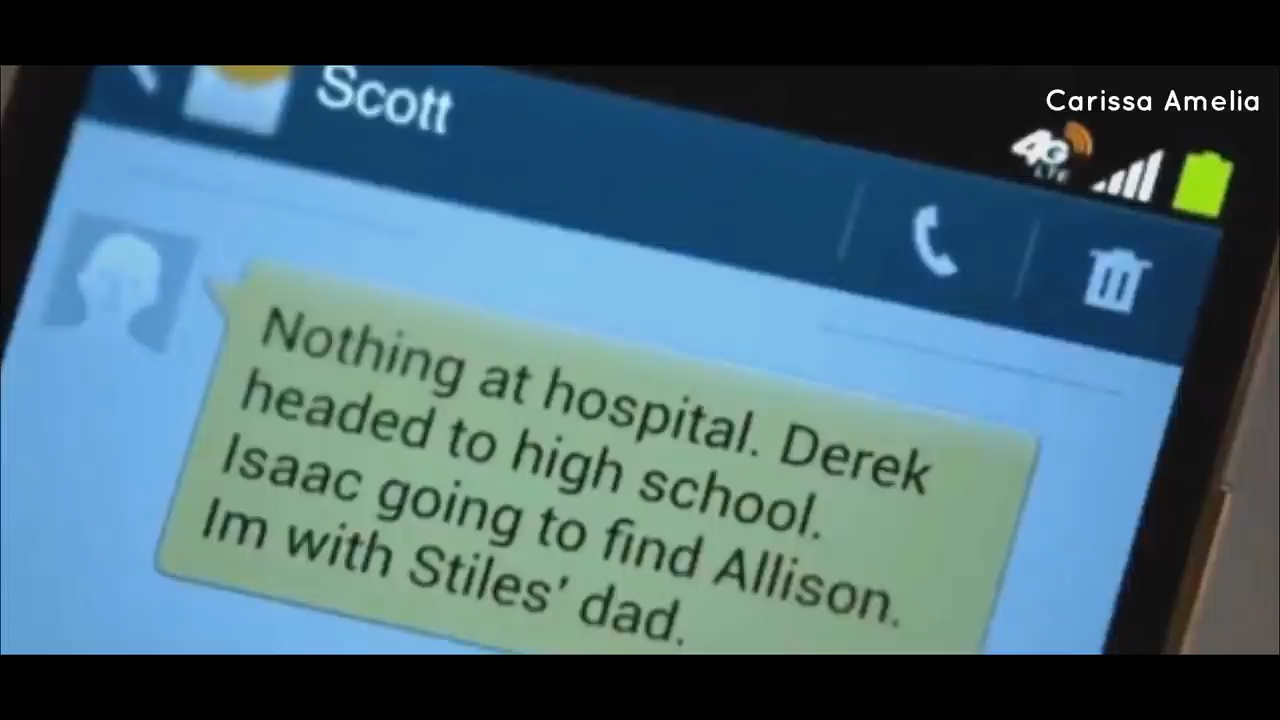 Carissa Amelia
Scott
4G
LTE
Nothing at hospital. Derek
headed to high school.
Isaac going to find Allison.
Im with Stiles' dad.